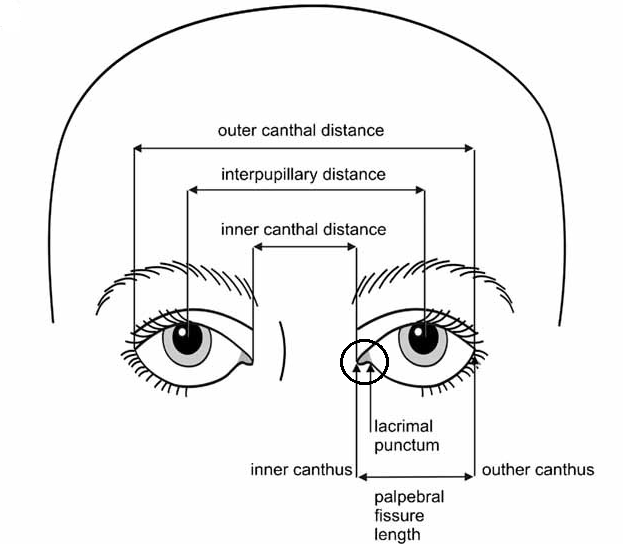 outer canthal distance
interpupillary distance
inner canthal distance
lacrimal
punctum
inner canthus
outher canthus
palpebral
fissure
length